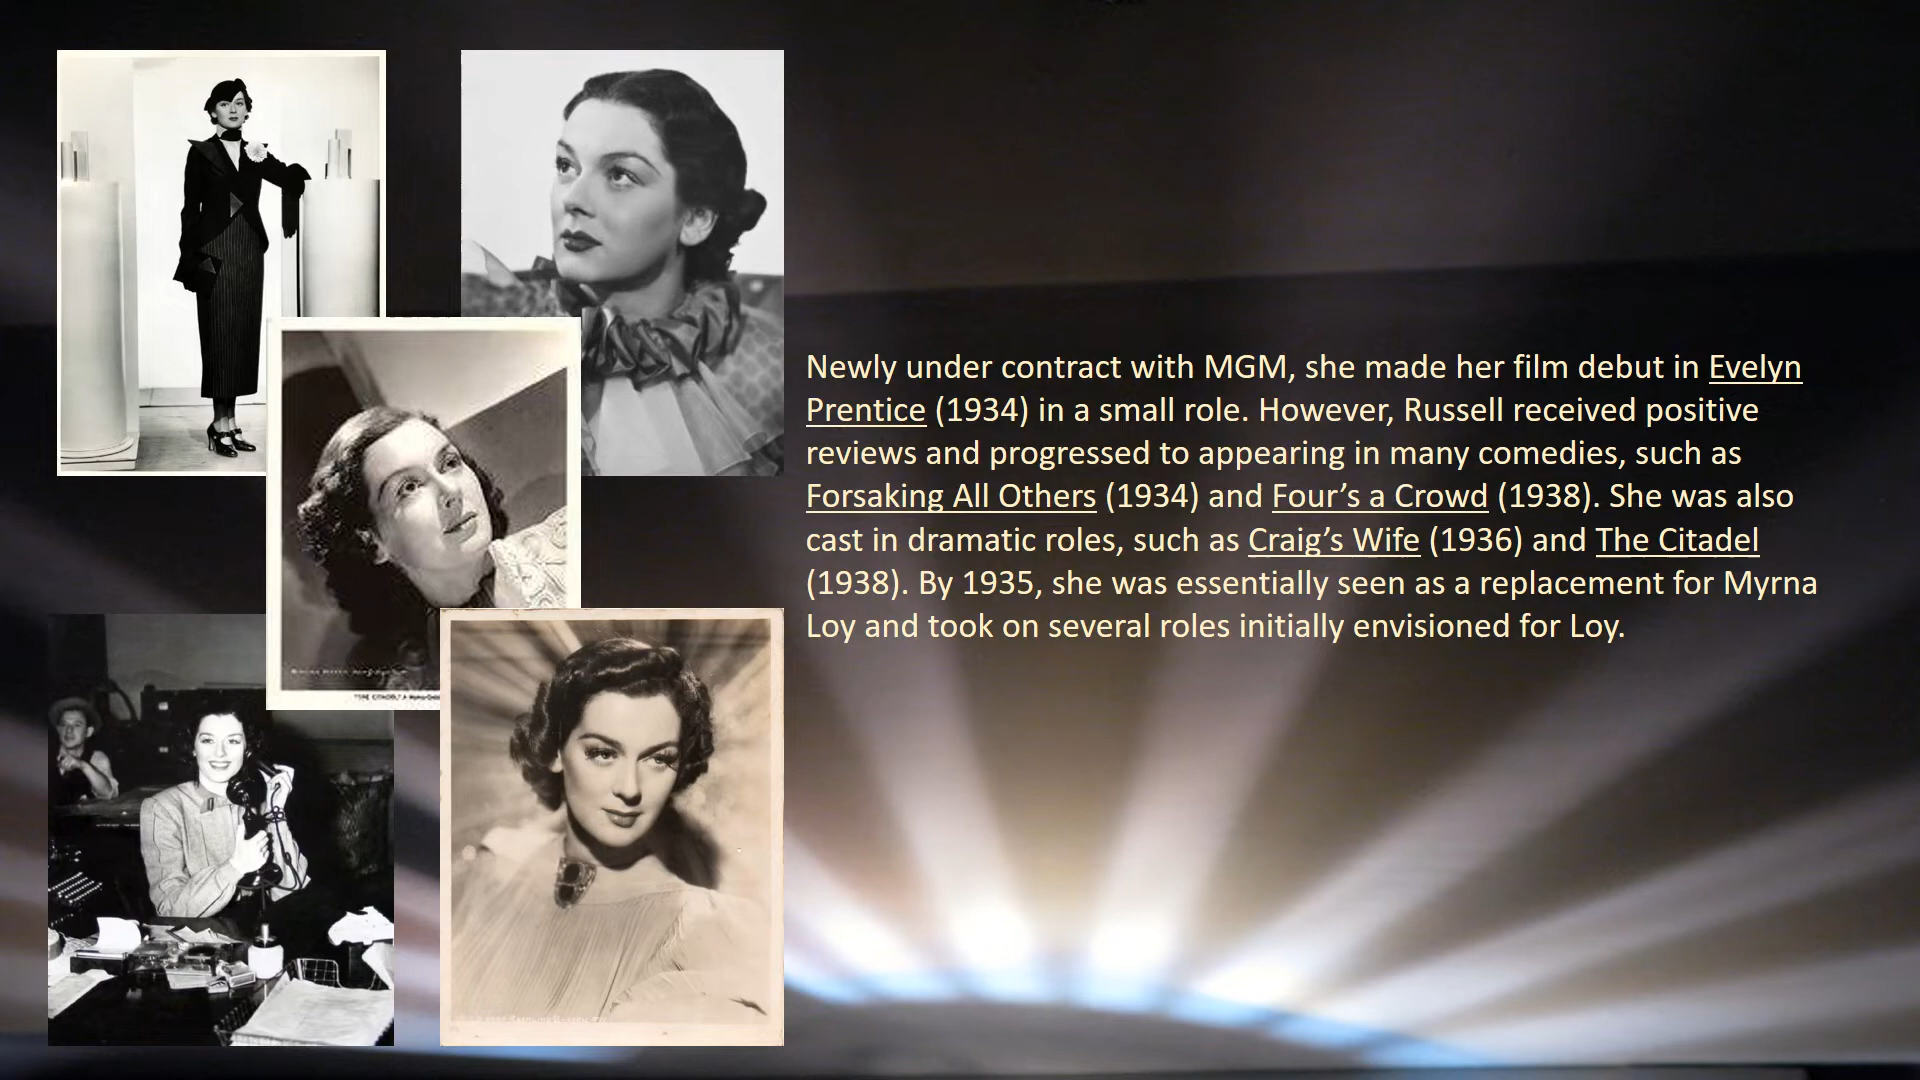 Newly under contract with MGM, she made her film debut in Evelyn
Prentice (1934) in a small role. However, Russell received positive
reviews and progressed to appearing in many comedies, such as
Forsaking All Others (1934) and Four’s a Crowd (1938). She was also
cast in dramatic roles, such as Craig’s Wife (1936) and The Citadel
(1938). By 1935, she was essentially seen as a replacement for Myrna
Loy and took on several roles initially envisioned for Loy.
"THE CITADEL"